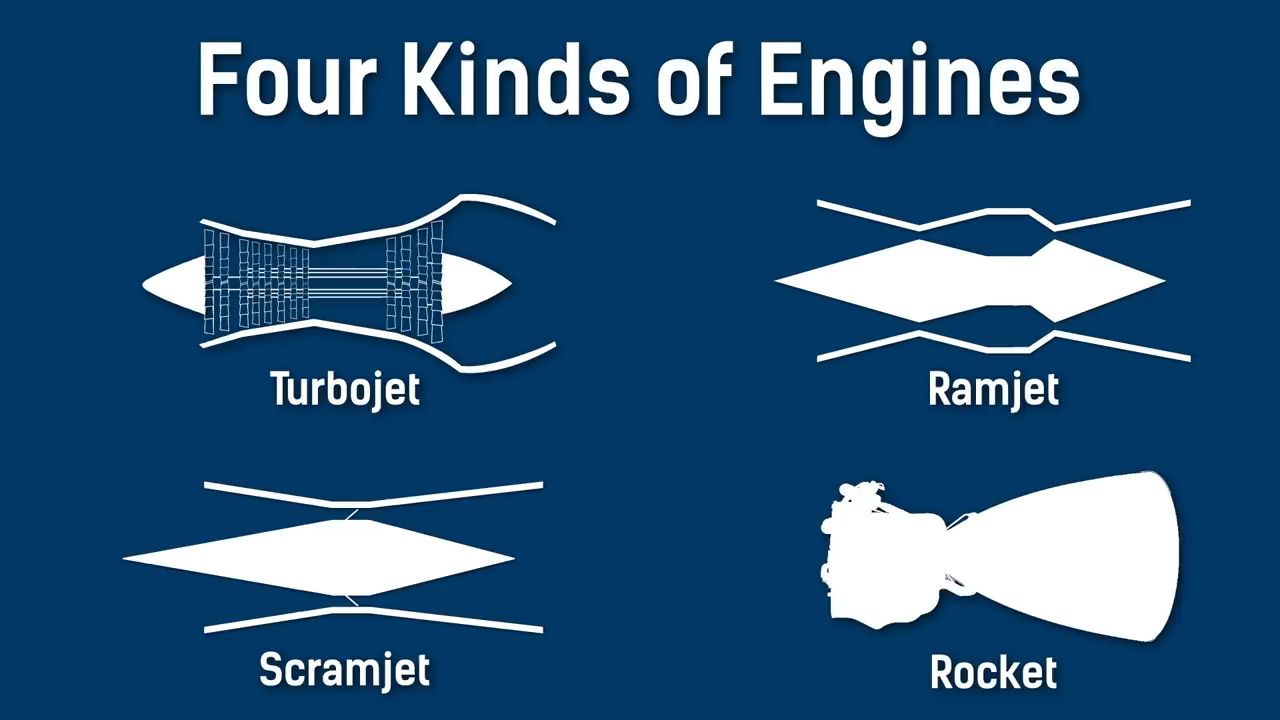 Four Kinds of Engines
Turbojet
Ramjet
Scramjet
Rocket